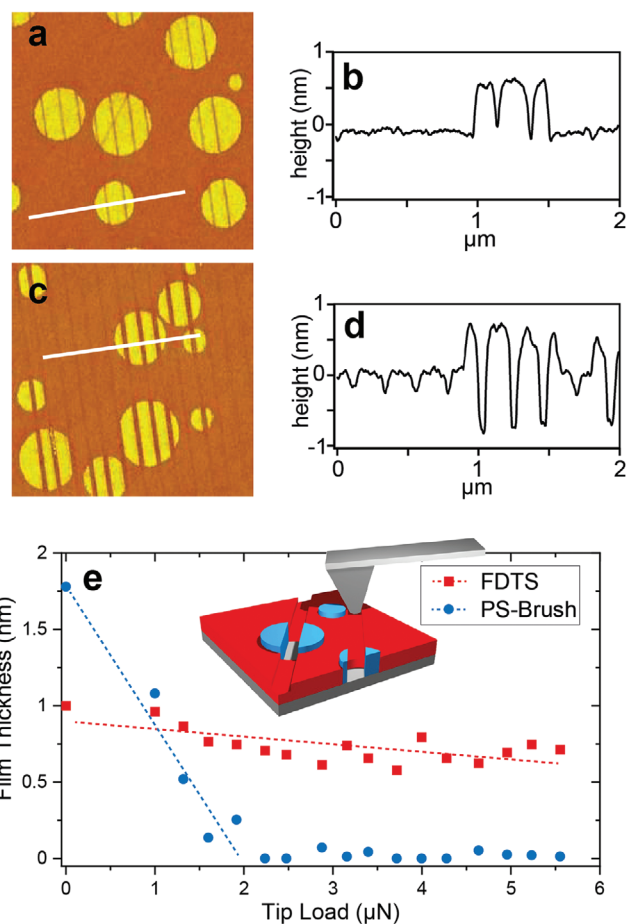 a
b
height (nm)
1
0
-1
0
1
2
µm
c
d
height (nm)
1
0
-1
0
1
2
µm
e
FDTS
PS-Brush
Film Thickness (nm)
2
1.5
1
0.5
0
0
1
2
3
4
5
6
Tip Load (µN)